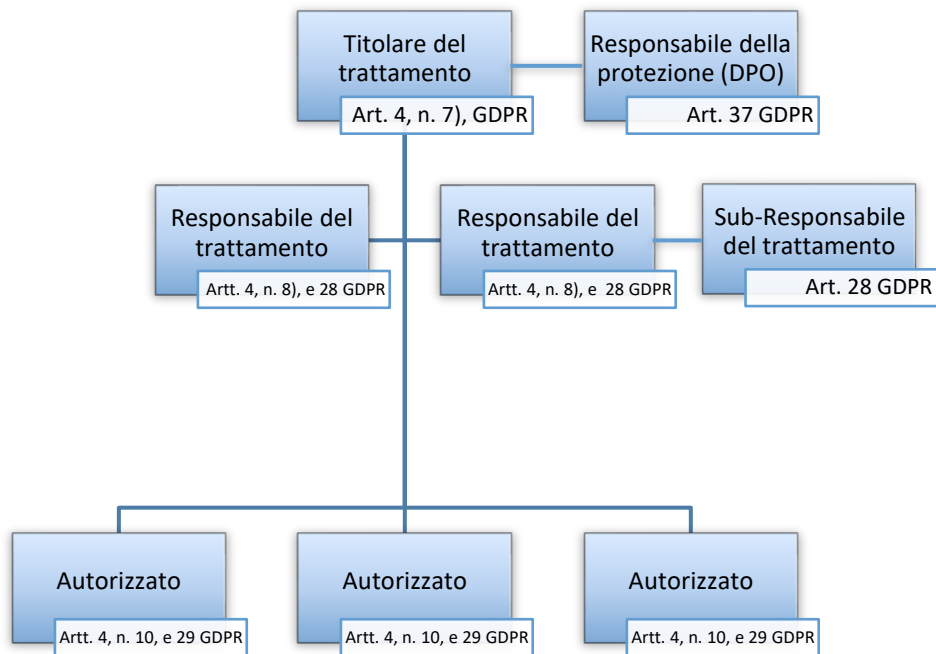 Titolare del
trattamento
Art. 4, n. 7), GDPR
Responsabile della
protezione (DPO)
Art. 37 GDPR
Responsabile del
trattamento
Artt. 4, n. 8), e 28 GDPR
Responsabile del
trattamento
Artt. 4, n. 8), e 28 GDPR
Sub-Responsabile
del trattamento
Art. 28 GDPR
Autorizzato
Artt. 4, n. 10, e 29 GDPR
Autorizzato
Artt. 4, n. 10, e 29 GDPR
Autorizzato
Artt. 4, n. 10, e 29 GDPR